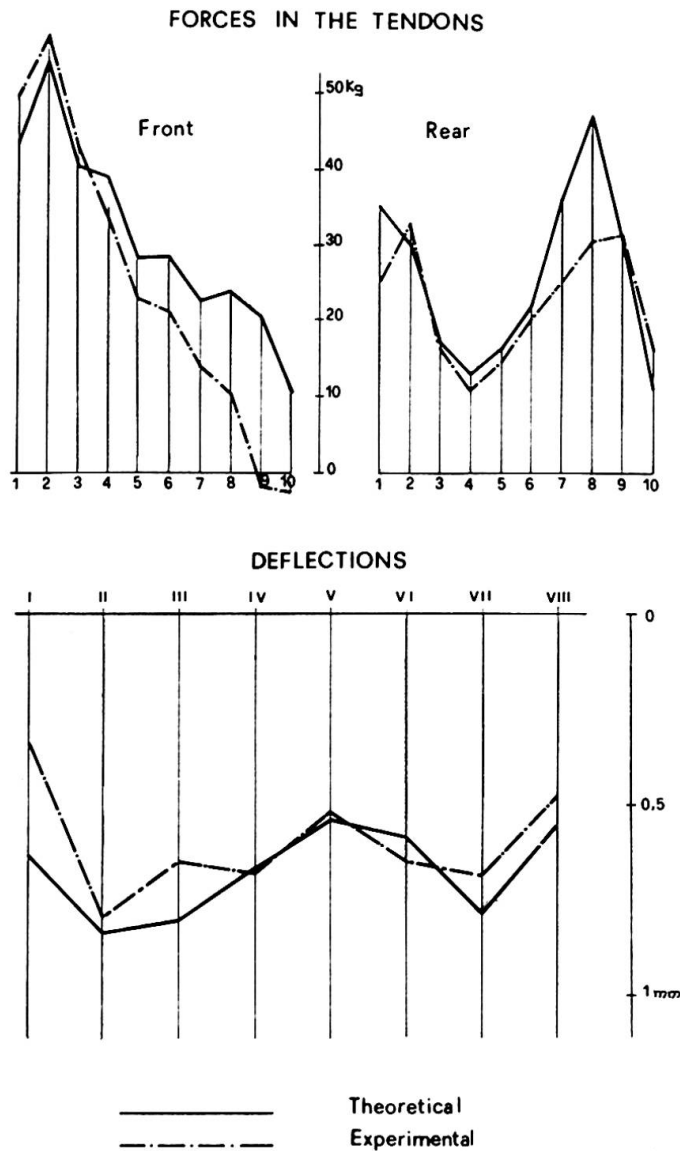 FORCES IN THE TENDONS
Front
Rear
50Kg
40
30
20
10
0
1 2 3 4 5 6 7 8 9 10
1 2 3 4 5 6 7 8 9 10
DEFLECTIONS
I II III IV V VI VII VIII
0
0.5
1mm
Theoretical
Experimental